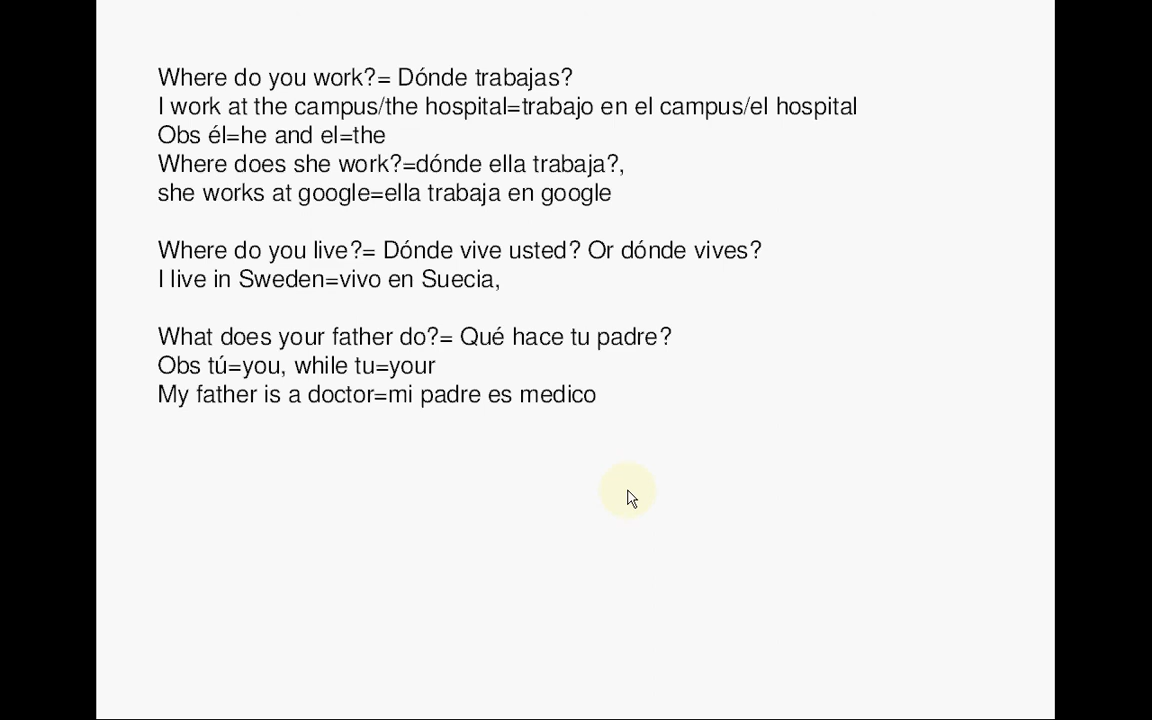 Where do you work?= Dónde trabajas?
I work at the campus/the hospital=trabajo en el campus/el hospital
Obs él=he and el=the
Where does she work?=dónde ella trabaja?,
she works at google=ella trabaja en google
Where do you live?= Dónde vive usted? Or dónde vives?
I live in Sweden=vivo en Suecia,
What does your father do?= Qué hace tu padre?
Obs tú=you, while tu=your
My father is a doctor=mi padre es medico